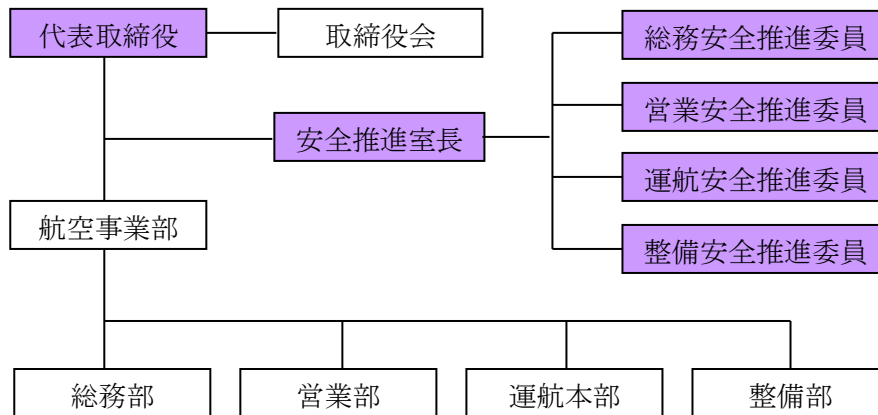 代表取締役
取締役会
総務安全推進委員
営業安全推進委員
安全推進室長
運航安全推進委員
航空事業部
整備安全推進委員
総務部
営業部
運航本部
整備部